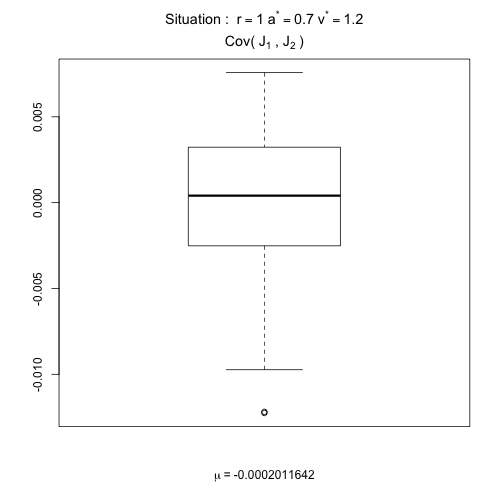 Situation : r = 1 a* = 0.7 v* = 1.2
Cov( J1 , J2 )
0.005
0.000
-0.005
-0.010
μ = -0.0002011642